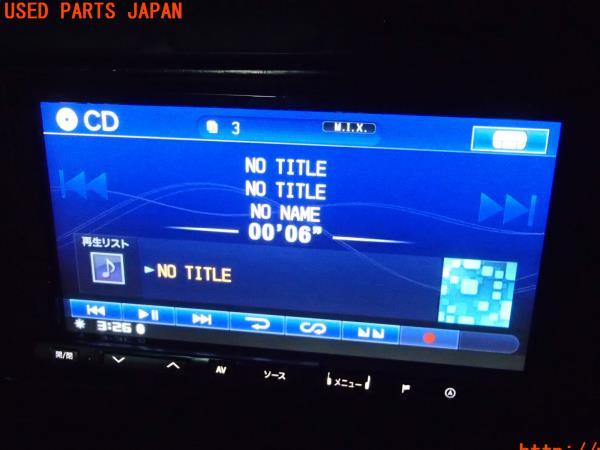 USED PARTS JAPAN
CD
3
M.I.X.
NO TITLE
NO TITLE
NO NAME
00'06"
再生リスト
►NO TITLE
3:26
開/閉
AV
ソース
メニュー
http://